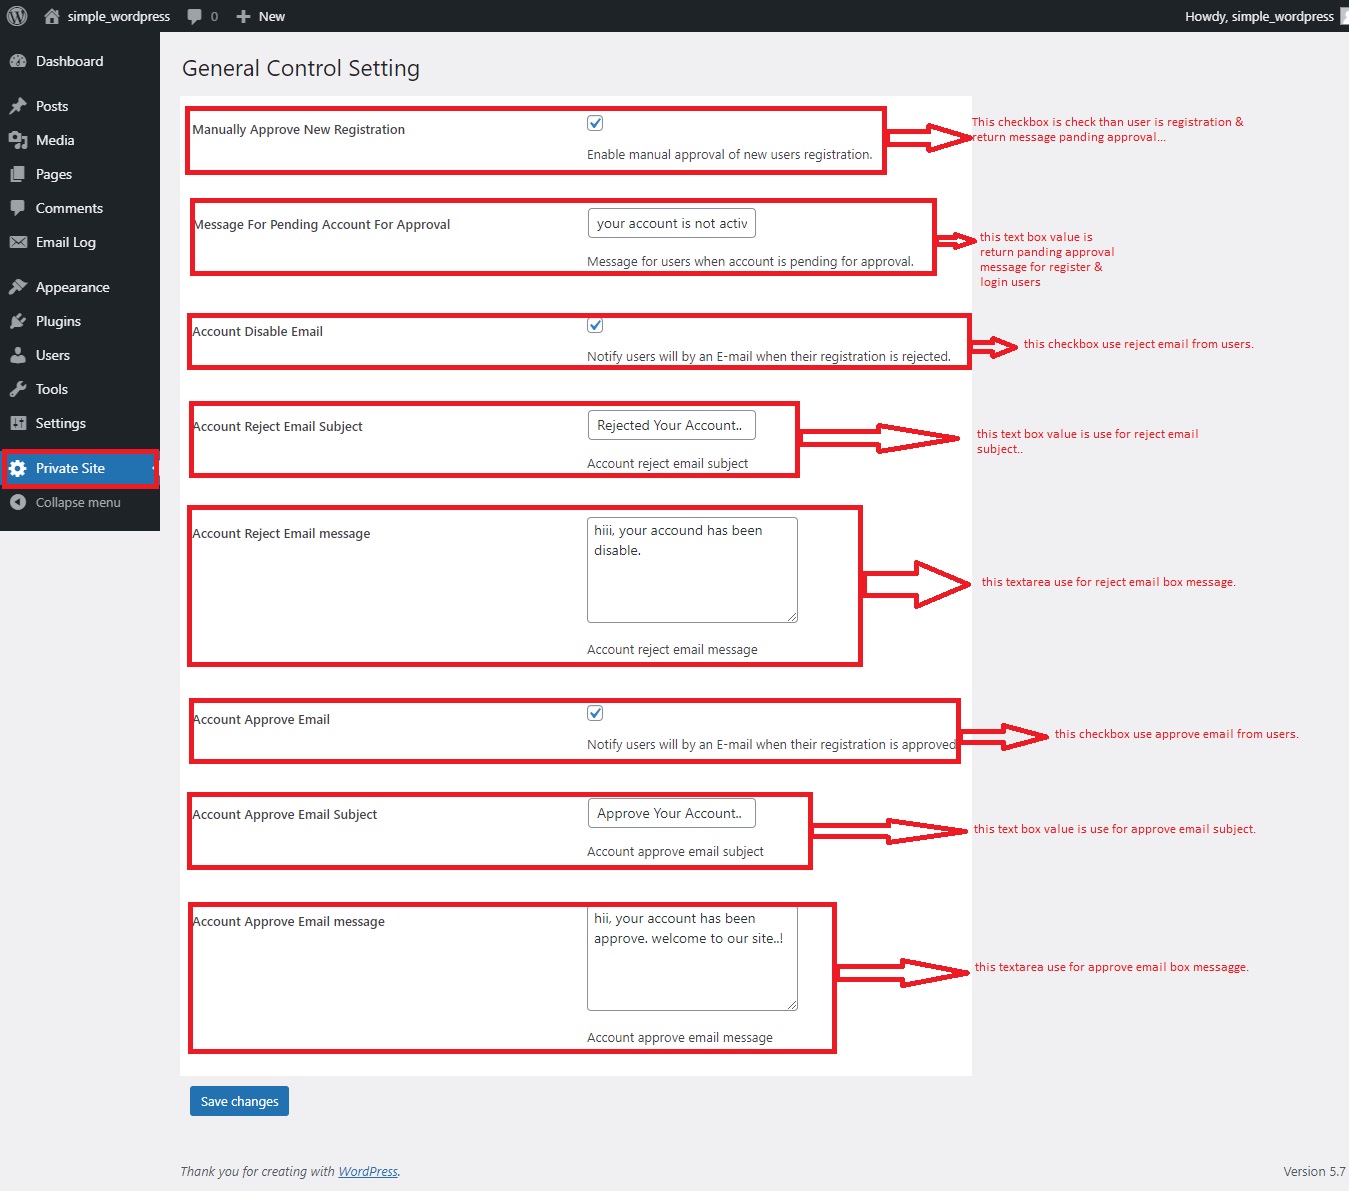 simple_wordpress 0 New Howdy, simple_wordpress
Dashboard
Posts
Media
Pages
Comments
Email Log
Appearance
Plugins
Users
Tools
Settings
Private Site
Collapse menu
General Control Setting
Manually Approve New Registration
Enable manual approval of new users registration.
This checkbox is check than user is registration &
return message panding approval...
Message For Pending Account For Approval
your account is not activ
Message for users when account is pending for approval.
this text box value is
return panding approval
message for register &
login users
Account Disable Email
Notify users will by an E-mail when their registration is rejected.
this checkbox use reject email from users.
Account Reject Email Subject
Rejected Your Account..
Account reject email subject
this text box value is use for reject email
subject..
Account Reject Email message
hiii, your accound has been
disable.
Account reject email message
this textarea use for reject email box message.
Account Approve Email
Notify users will by an E-mail when their registration is approved
this checkbox use approve email from users.
Account Approve Email Subject
Approve Your Account..
Account approve email subject
this text box value is use for approve email subject.
Account Approve Email message
hii, your account has been
approve. welcome to our site..!
Account approve email message
this textarea use for approve email box messagge.
Save changes
Thank you for creating with WordPress.
Version 5.7